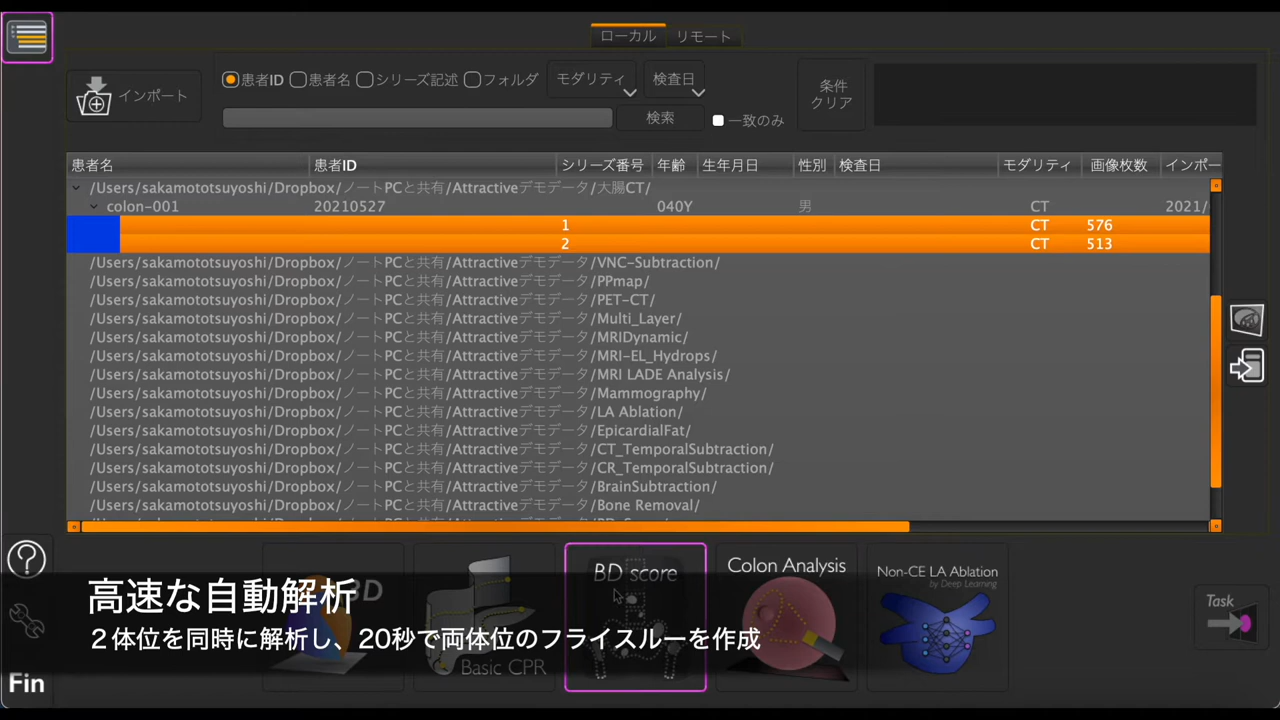 ローカル リモート
患者ID 患者名 シリーズ記述 フォルダ モダリティ 検査日
条件
クリア
インポート
検索 一致のみ
患者名 患者ID シリーズ番号 年齢 生年月日 性別 検査日 モダリティ 画像枚数 インポー
/Users/sakamototsuyoshi/Dropbox/ノートPCと共有/Attractiveデモデータ/大腸CT/
colon-001 20210527 040Y 男 CT 2021/
1 CT 576
2 CT 513
/Users/sakamototsuyoshi/Dropbox/ノートPCと共有/Attractiveデモデータ/VNC-Subtraction/
/Users/sakamototsuyoshi/Dropbox/ノートPCと共有/Attractiveデモデータ/PPmap/
/Users/sakamototsuyoshi/Dropbox/ノートPCと共有/Attractiveデモデータ/PET-CT/
/Users/sakamototsuyoshi/Dropbox/ノートPCと共有/Attractiveデモデータ/Multi_Layer/
/Users/sakamototsuyoshi/Dropbox/ノートPCと共有/Attractiveデモデータ/MRIDynamic/
/Users/sakamototsuyoshi/Dropbox/ノートPCと共有/Attractiveデモデータ/MRI-EL_Hydrops/
/Users/sakamototsuyoshi/Dropbox/ノートPCと共有/Attractiveデモデータ/MRI LADE Analysis/
/Users/sakamototsuyoshi/Dropbox/ノートPCと共有/Attractiveデモデータ/Mammography/
/Users/sakamototsuyoshi/Dropbox/ノートPCと共有/Attractiveデモデータ/LA Ablation/
/Users/sakamototsuyoshi/Dropbox/ノートPCと共有/Attractiveデモデータ/EpicardialFat/
/Users/sakamototsuyoshi/Dropbox/ノートPCと共有/Attractiveデモデータ/CT_TemporalSubtraction/
/Users/sakamototsuyoshi/Dropbox/ノートPCと共有/Attractiveデモデータ/CR_TemporalSubtraction/
/Users/sakamototsuyoshi/Dropbox/ノートPCと共有/Attractiveデモデータ/BrainSubtraction/
/Users/sakamototsuyoshi/Dropbox/ノートPCと共有/Attractiveデモデータ/Bone Removal/
BD score
Colon Analysis
Non-CE LA Ablation
by Deep Learning
Basic CPR
Task
高速な自動解析
２体位を同時に解析し、20秒で両体位のフライスルーを作成
Fin